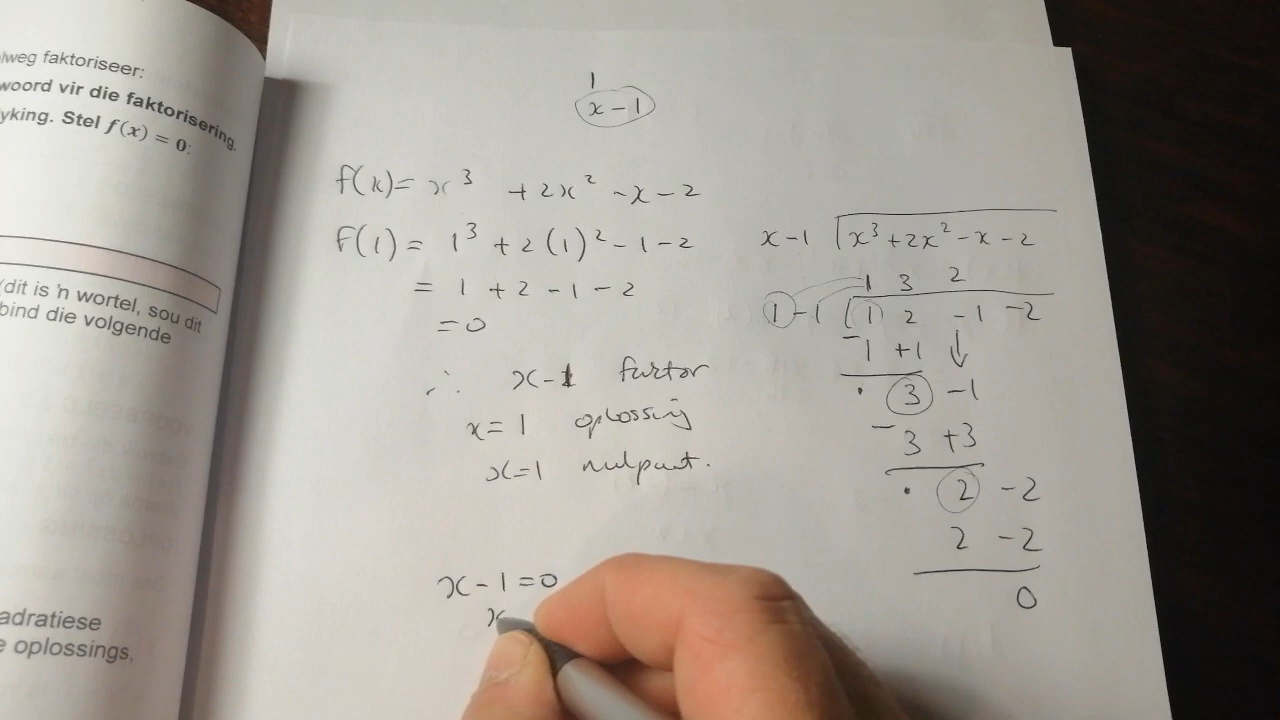 lweg faktoriseer:
woord vir die faktorisering.
yking. Stel f(x) = 0:
(dit is 'n wortel, sou dit
bind die volgende
adratiese
e oplossings,
1
x - 1
f(x) = x³ + 2x² - x - 2
f(1) = 1³ + 2(1)² - 1 - 2
= 1 + 2 - 1 - 2
= 0
∴ x - 1 faktor
x = 1 oplossing
x = 1 nulpunt.
x - 1 = 0
x
x - 1 x³ + 2x² - x - 2
1 3 2
1 - 1 1 2 - 1 - 2
- 1 + 1 ↓
· 3 - 1
- 3 + 3
· 2 - 2
2 - 2
0